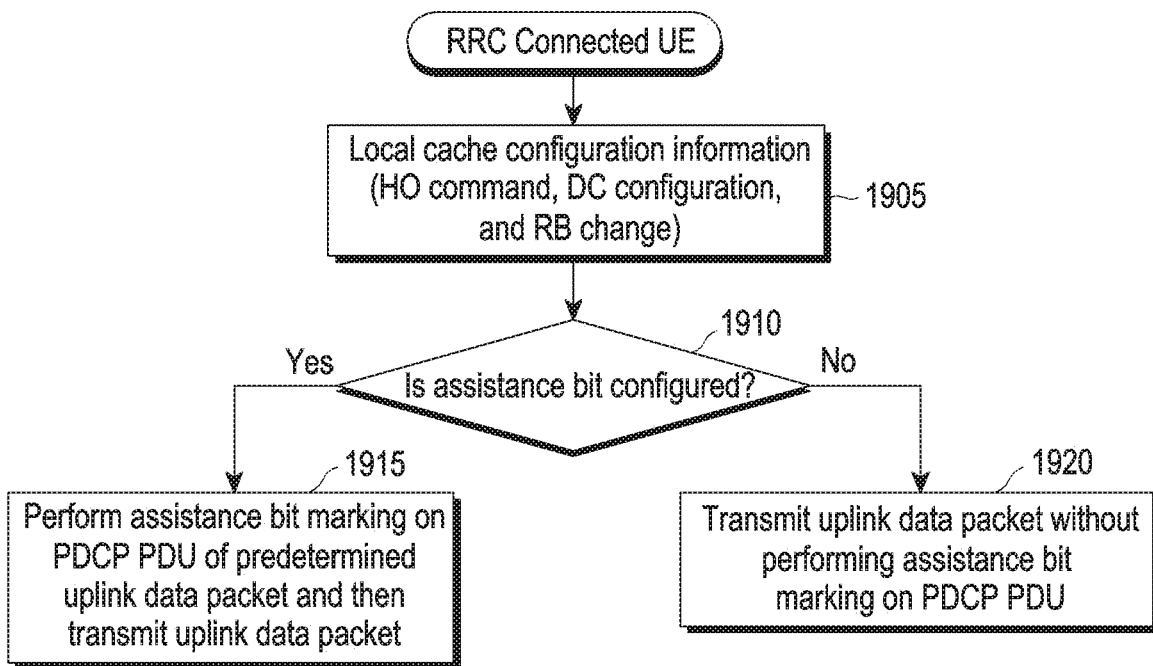 RRC Connected UE
Local cache configuration information
(HO command, DC configuration,
and RB change)
1905
1910
Yes
No
Is assistance bit configured?
1915
1920
Perform assistance bit marking on
PDCP PDU of predetermined
uplink data packet and then
transmit uplink data packet
Transmit uplink data packet without
performing assistance bit
marking on PDCP PDU